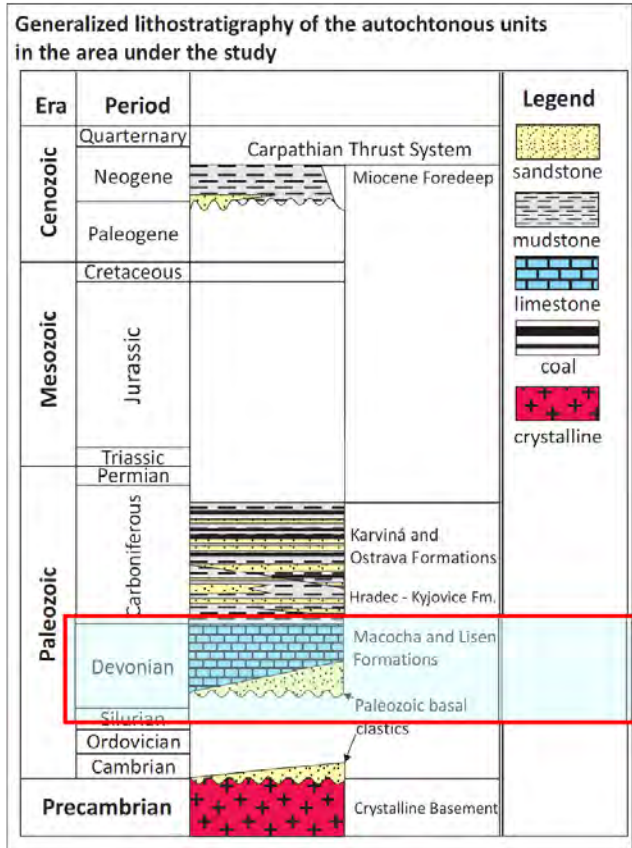 Generalized lithostratigraphy of the autochtonous units
in the area under the study
Era
Period
Legend
Cenozoic
Quarternary
Neogene
Paleogene
Carpathian Thrust System
Miocene Foredeep
sandstone
mudstone
limestone
coal
crystalline
Mesozoic
Cretaceous
Jurassic
Triassic
Paleozoic
Permian
Carboniferous
Karviná and
Ostrava Formations
Hradec - Kyjovice Fm.
Devonian
Macocha and Lisen
Formations
Silurian
Paleozoic basal
clastics
Ordovician
Cambrian
Precambrian
Crystalline Basement